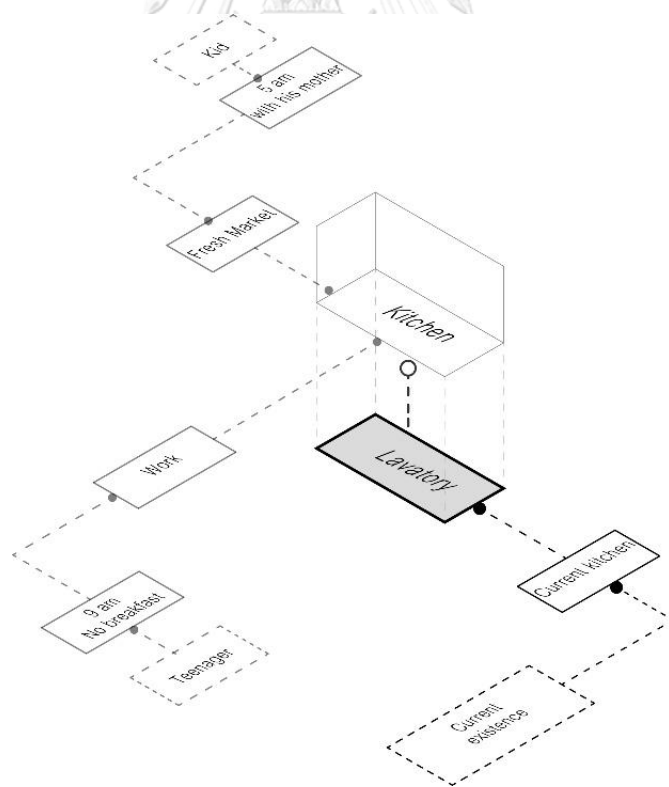 Kid
5 am
with his mother
Fresh Market
Kitchen
Lavatory
Work
Current kitchen
9 am
No breakfast
Teenager
Current
existence